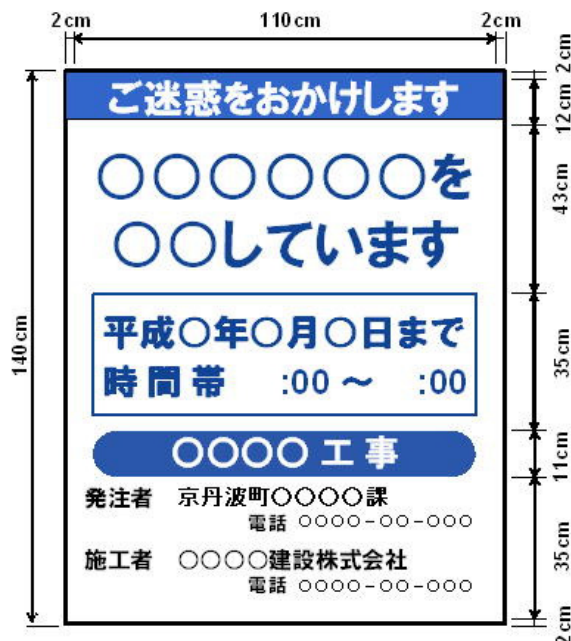 2cm 110cm 2cm
2cm
12cm
43cm
35cm
11cm
35cm
2cm
140cm
ご迷惑をおかけします
〇〇〇〇〇〇を
〇〇しています
平成〇年〇月〇日まで
時間帯 :00 ～ :00
〇〇〇〇工事
発注者 京丹波町〇〇〇〇課
電話 〇〇〇〇-〇〇-〇〇〇
施工者 〇〇〇〇建設株式会社
電話 〇〇〇〇-〇〇-〇〇〇